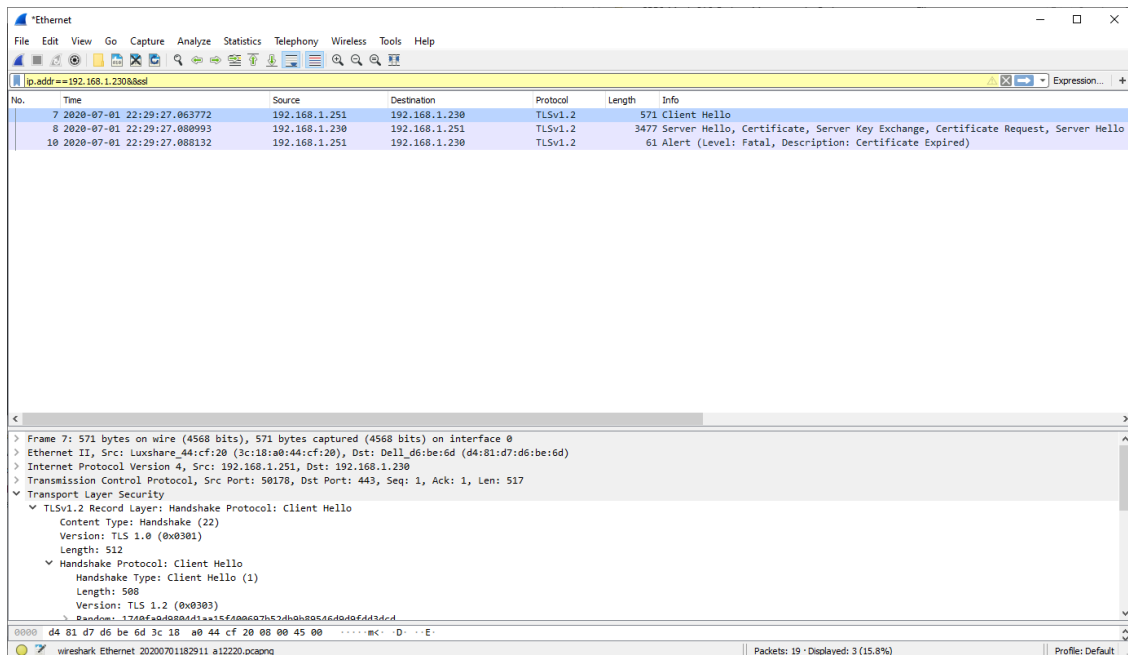 *Ethernet
File Edit View Go Capture Analyze Statistics Telephony Wireless Tools Help
ip.addr==192.168.1.230&&ssl Expression... +
No. Time Source Destination Protocol Length Info
7 2020-07-01 22:29:27.063772 192.168.1.251 192.168.1.230 TLSv1.2 571 Client Hello
8 2020-07-01 22:29:27.080993 192.168.1.230 192.168.1.251 TLSv1.2 3477 Server Hello, Certificate, Server Key Exchange, Certificate Request, Server Hello
10 2020-07-01 22:29:27.088132 192.168.1.251 192.168.1.230 TLSv1.2 61 Alert (Level: Fatal, Description: Certificate Expired)
> Frame 7: 571 bytes on wire (4568 bits), 571 bytes captured (4568 bits) on interface 0
> Ethernet II, Src: Luxshare_44:cf:20 (3c:18:a0:44:cf:20), Dst: Dell_d6:be:6d (d4:81:d7:d6:be:6d)
> Internet Protocol Version 4, Src: 192.168.1.251, Dst: 192.168.1.230
> Transmission Control Protocol, Src Port: 50178, Dst Port: 443, Seq: 1, Ack: 1, Len: 517
Transport Layer Security
TLSv1.2 Record Layer: Handshake Protocol: Client Hello
Content Type: Handshake (22)
Version: TLS 1.0 (0x0301)
Length: 512
Handshake Protocol: Client Hello
Handshake Type: Client Hello (1)
Length: 508
Version: TLS 1.2 (0x0303)
> Random:
0000 d4 81 d7 d6 be 6d 3c 18 a0 44 cf 20 08 00 45 00 ·····m<· ·D· ··E·
wireshark_Ethernet_20200701182911_a12220.pcapng Packets: 19 · Displayed: 3 (15.8%) Profile: Default